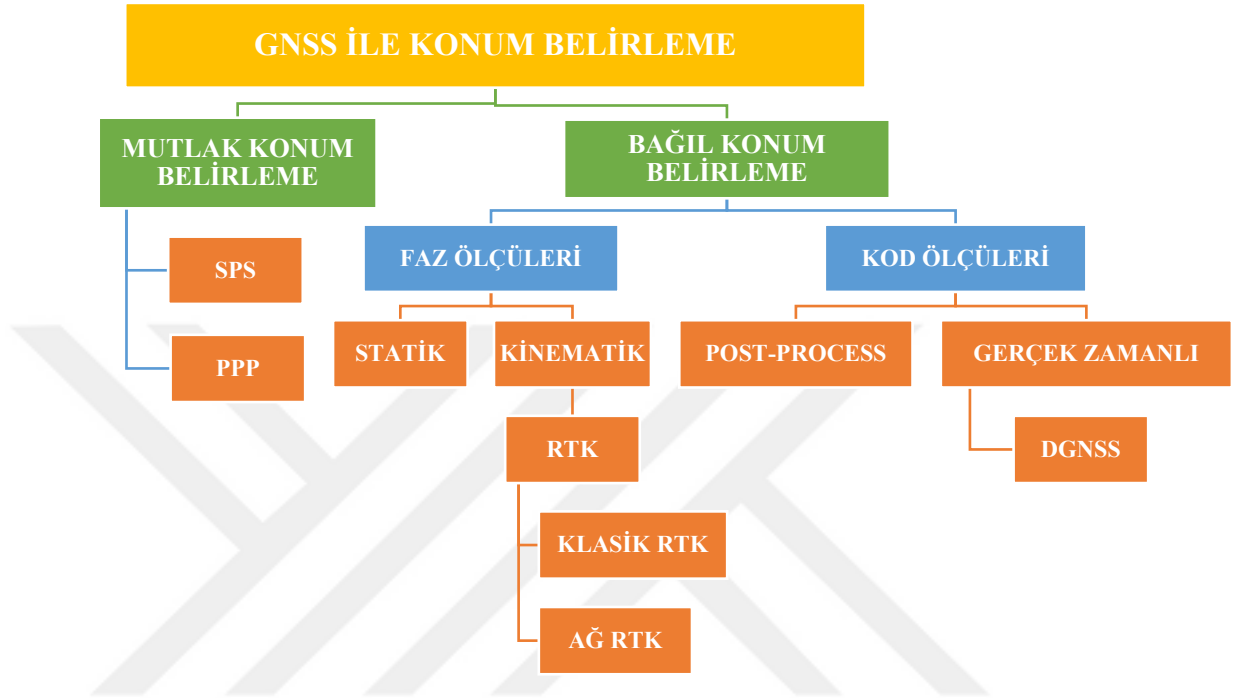 GNSS İLE KONUM BELİRLEME
MUTLAK KONUM
BELİRLEME
BAĞIL KONUM
BELİRLEME
SPS
PPP
FAZ ÖLÇÜLERİ
KOD ÖLÇÜLERİ
STATİK
KİNEMATİK
POST-PROCESS
GERÇEK ZAMANLI
RTK
DGNSS
KLASİK RTK
AĞ RTK